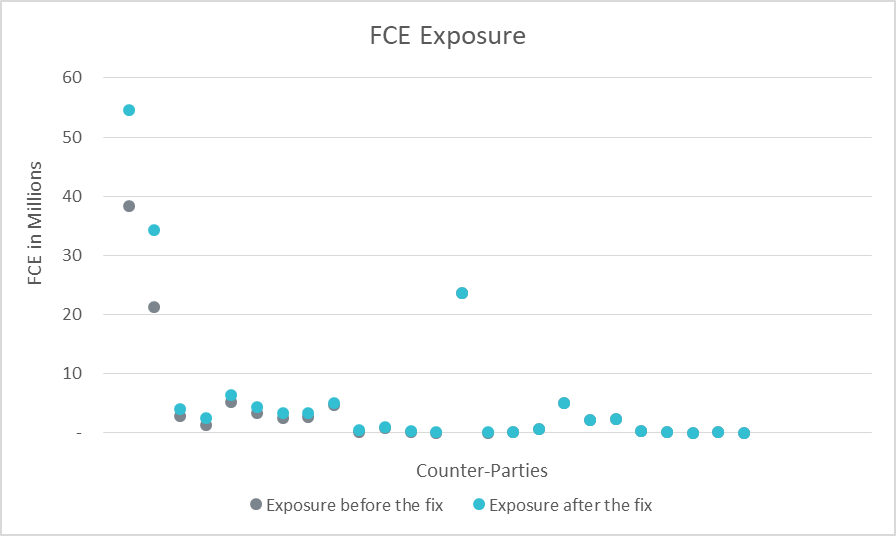 FCE Exposure
60
50
40
30
20
10
-
FCE in Millions
Counter-Parties
Exposure before the fix
Exposure after the fix